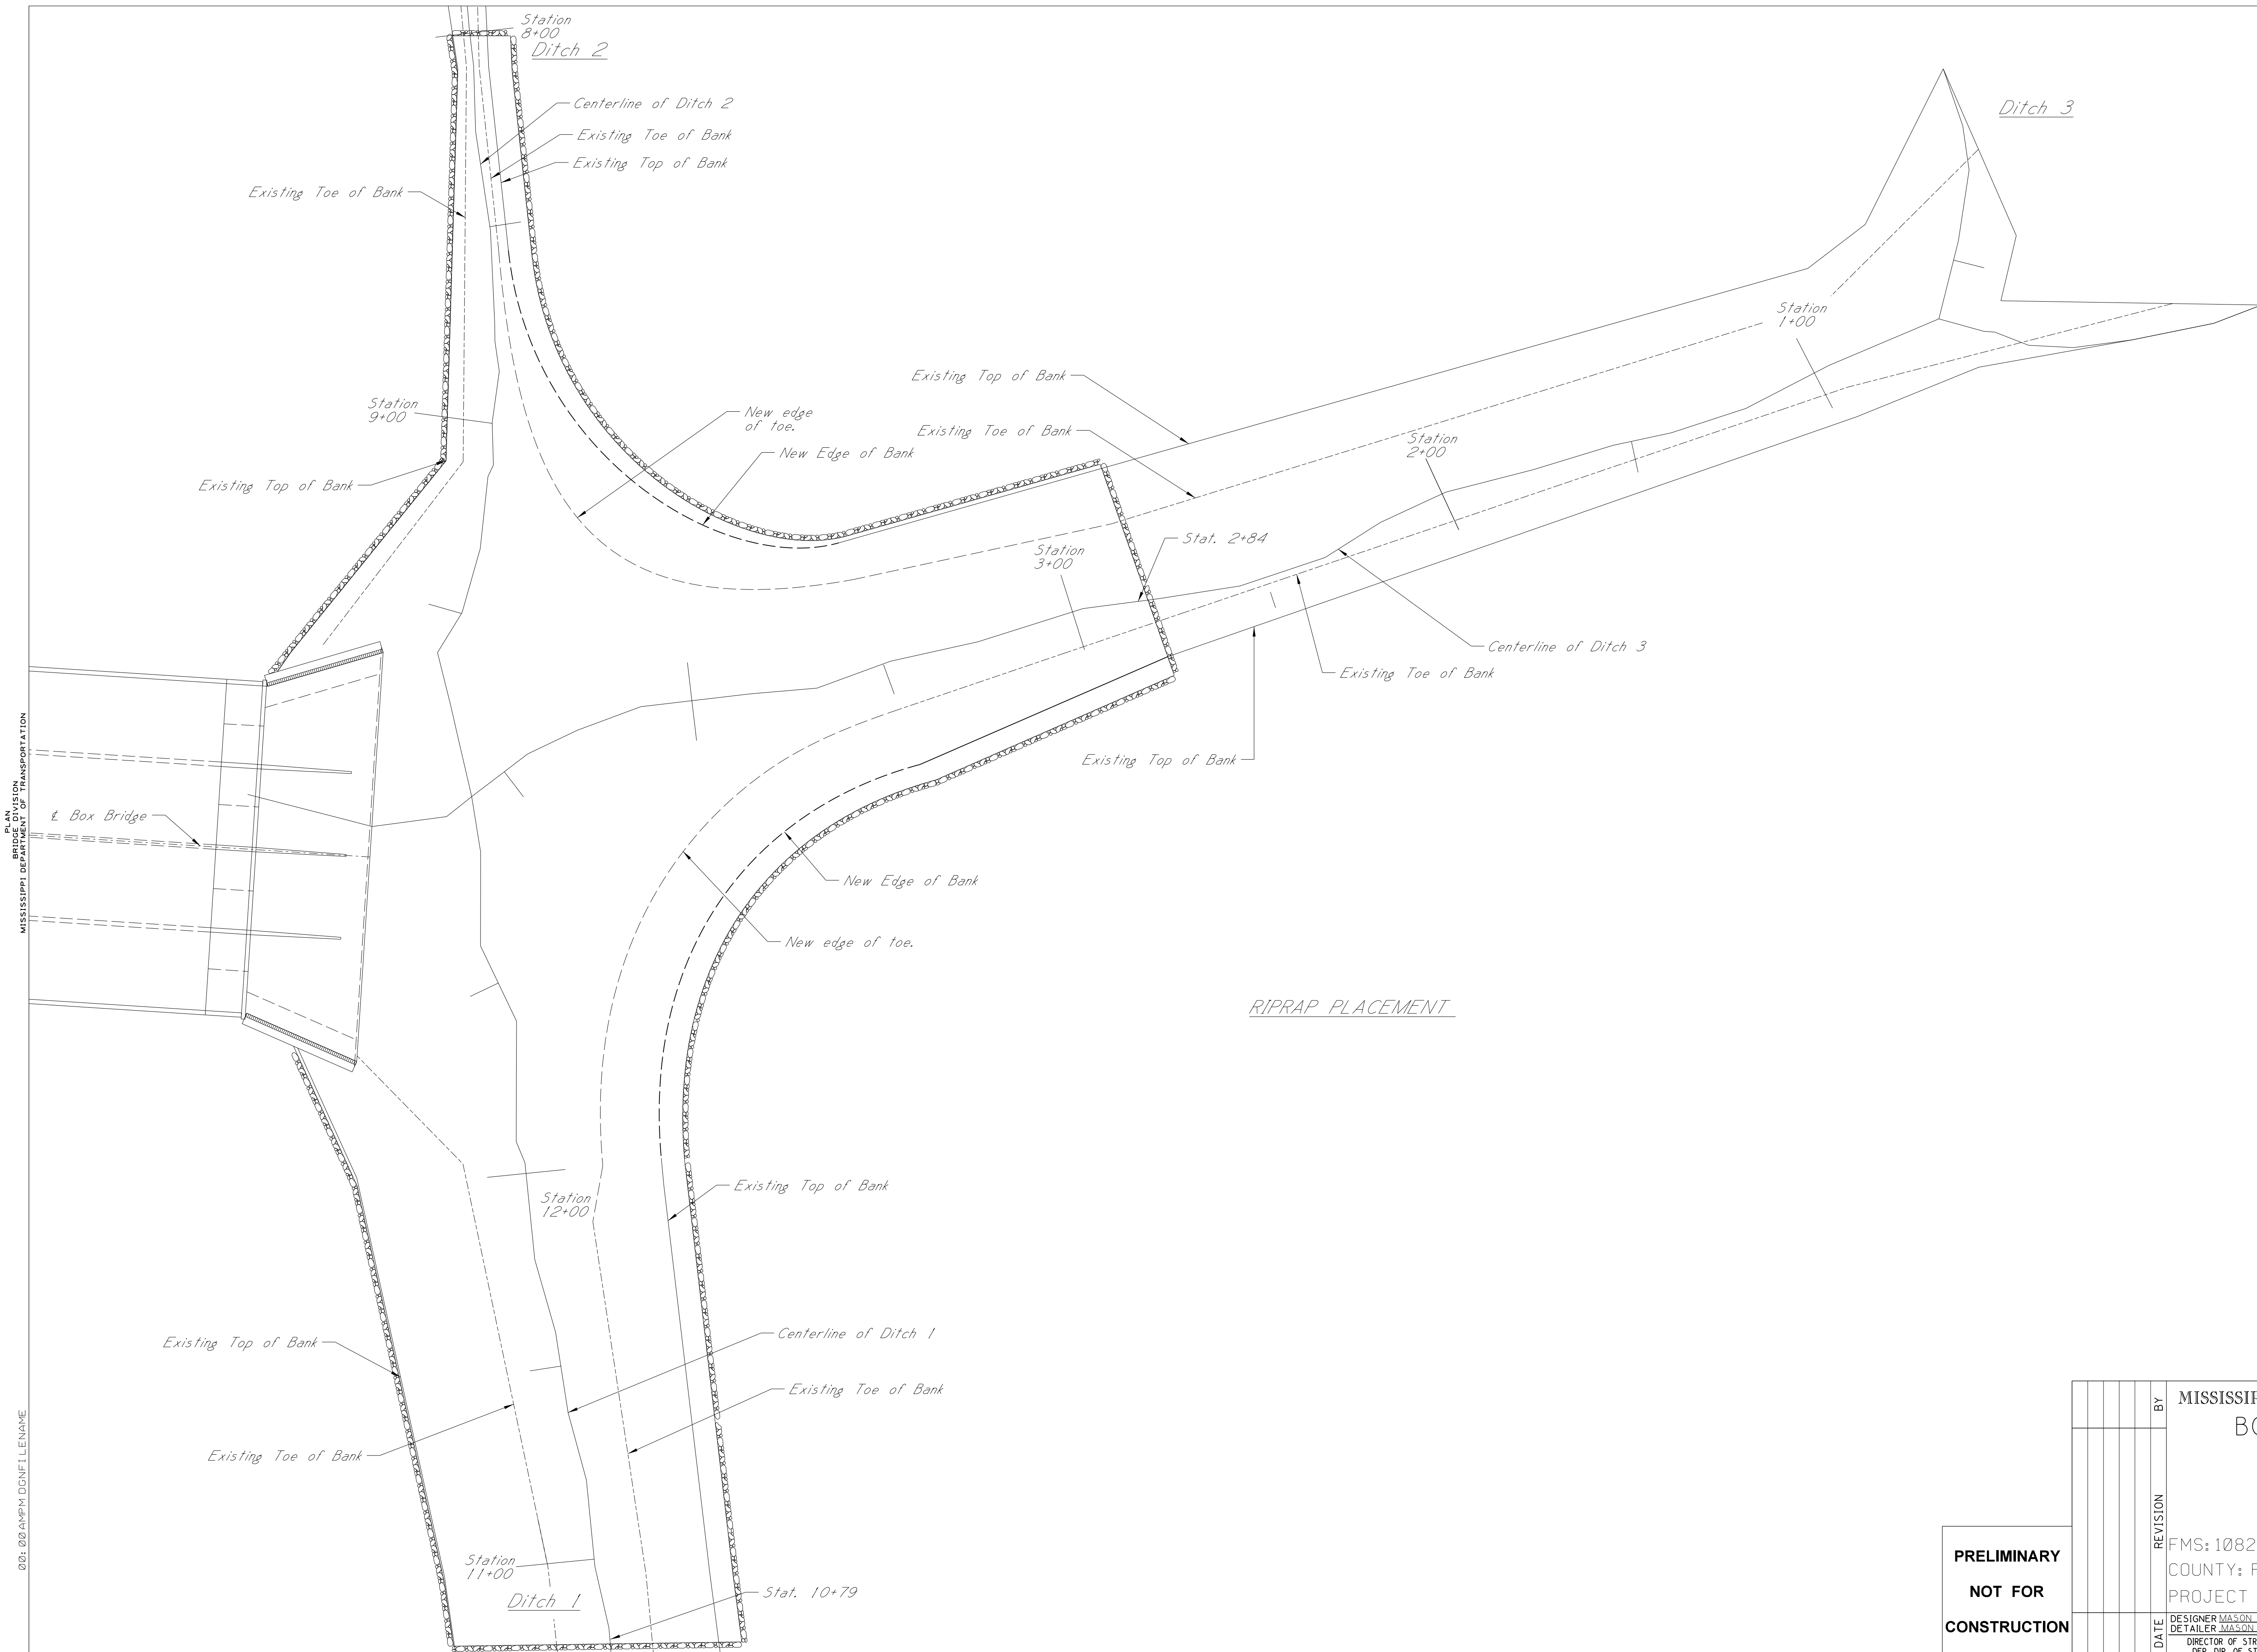 Station
8+00
Ditch 2
Centerline of Ditch 2
Existing Toe of Bank
Existing Top of Bank
Existing Toe of Bank
Ditch 3
Station
1+00
Existing Top of Bank
Station
9+00
New edge
of toe.
Existing Toe of Bank
New Edge of Bank
Station
2+00
Existing Top of Bank
Stat. 2+84
Station
3+00
Centerline of Ditch 3
Existing Toe of Bank
Existing Top of Bank
℄ Box Bridge
New Edge of Bank
New edge of toe.
RIPRAP PLACEMENT
Existing Top of Bank
Station
12+00
Centerline of Ditch 1
Existing Top of Bank
Existing Toe of Bank
Existing Toe of Bank
Station
11+00
Ditch 1
Stat. 10+79
PLAN
BRIDGE DIVISION
MISSISSIPPI DEPARTMENT OF TRANSPORTATION
00:00 AMPM DGNFILENAME
PRELIMINARY
NOT FOR
CONSTRUCTION
BY
REVISION
DATE
FMS: 1082
COUNTY:
PROJECT
DESIGNER MASON
DETAILER MASON
DIRECTOR OF
DEP. DIR. OF